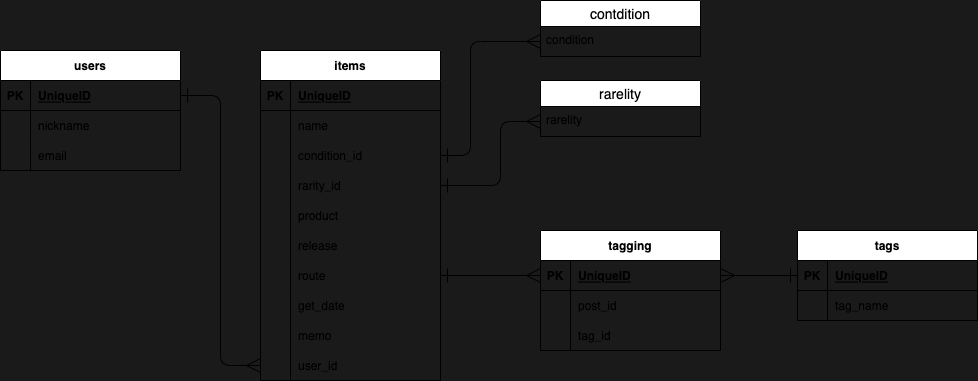 users
PK UniqueID
nickname
email
items
PK UniqueID
name
condition_id
rarity_id
product
release
route
get_date
memo
user_id
contdition
condition
rarelity
rarelity
tagging
PK UniqueID
post_id
tag_id
tags
PK UniqueID
tag_name